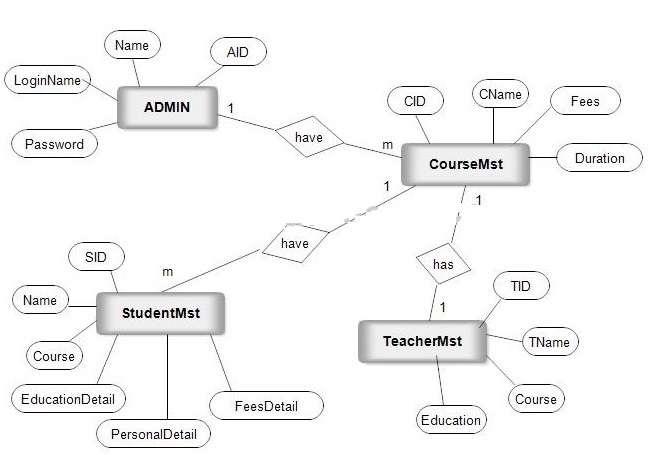 Name
AID
LoginName
ADMIN
1
Password
have
m
CID
CName
Fees
CourseMst
Duration
1
1
have
has
m
SID
Name
StudentMst
Course
EducationDetail
PersonalDetail
FeesDetail
1
TID
TeacherMst
TName
Course
Education